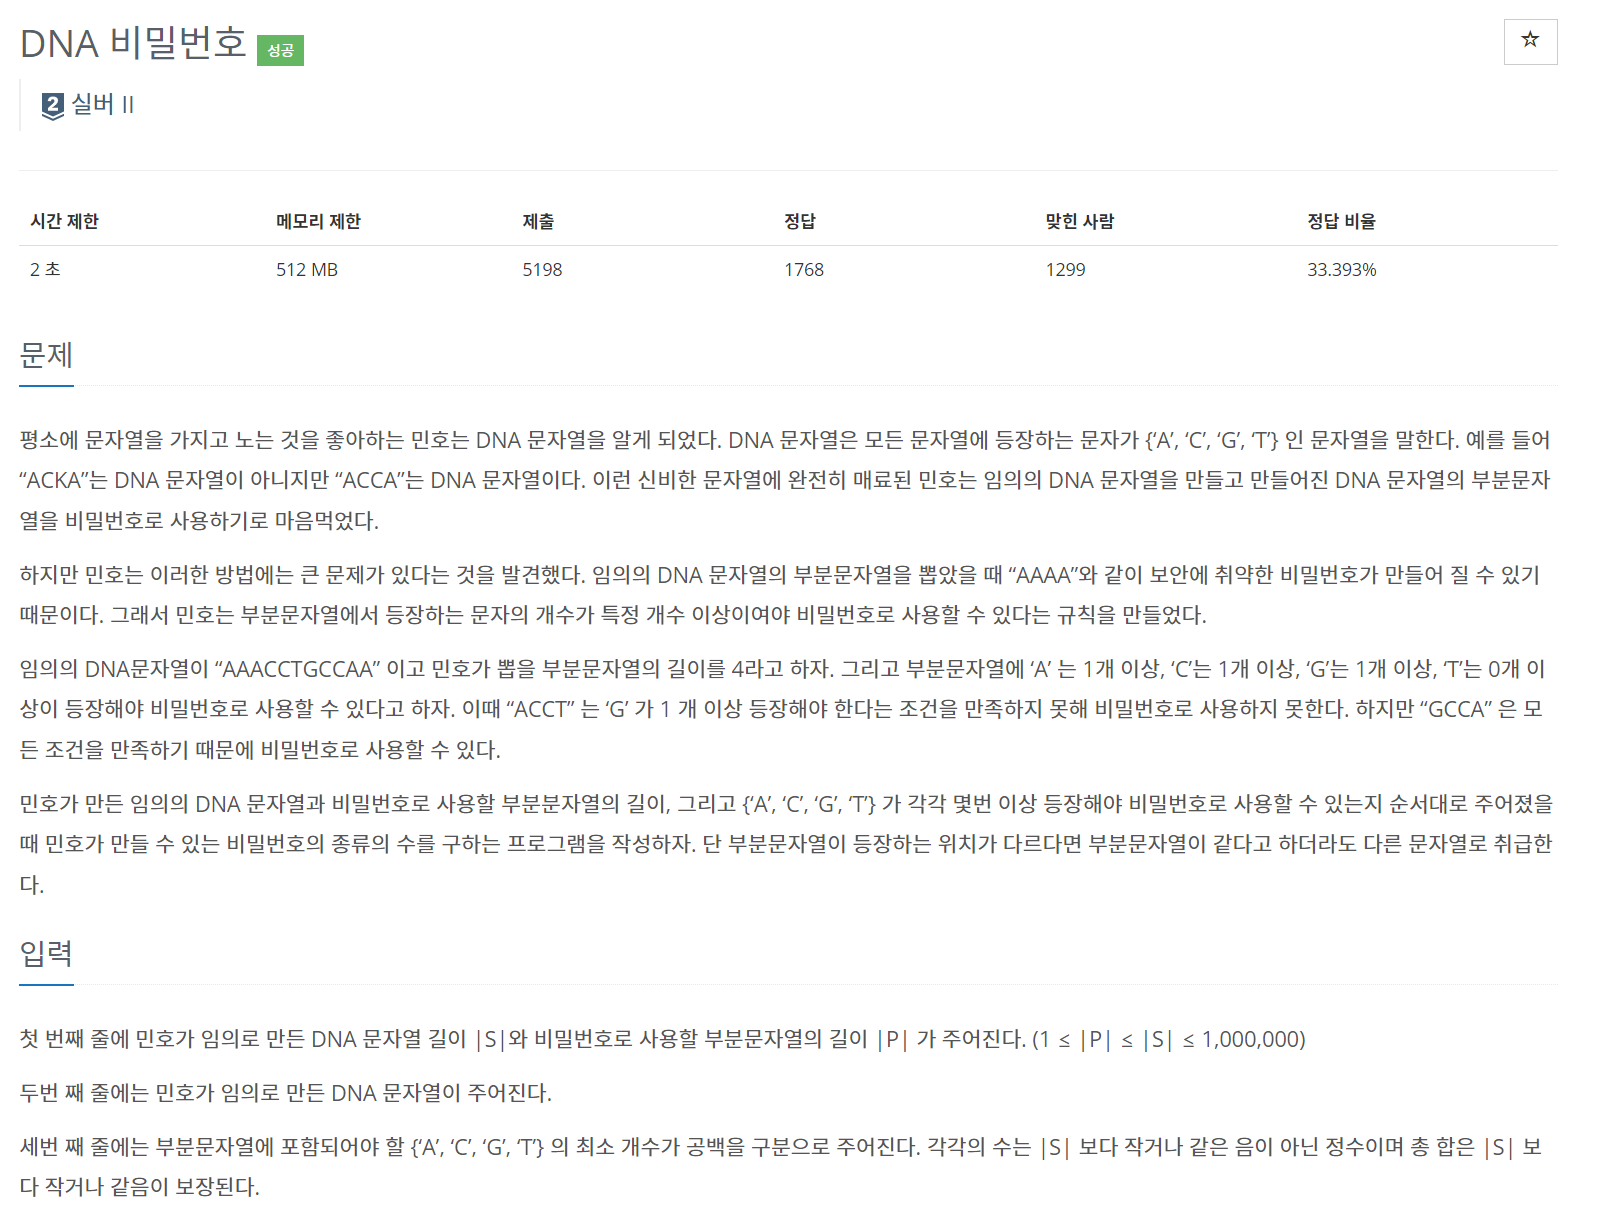 DNA 비밀번호 성공
☆
2 실버 II
시간 제한 메모리 제한 제출 정답 맞힌 사람 정답 비율
2 초 512 MB 5198 1768 1299 33.393%
문제
평소에 문자열을 가지고 노는 것을 좋아하는 민호는 DNA 문자열을 알게 되었다. DNA 문자열은 모든 문자열에 등장하는 문자가 {‘A’, ‘C’, ‘G’, ‘T’} 인 문자열을 말한다. 예를 들어
“ACKA”는 DNA 문자열이 아니지만 “ACCA”는 DNA 문자열이다. 이런 신비한 문자열에 완전히 매료된 민호는 임의의 DNA 문자열을 만들고 만들어진 DNA 문자열의 부분문자
열을 비밀번호로 사용하기로 마음먹었다.
하지만 민호는 이러한 방법에는 큰 문제가 있다는 것을 발견했다. 임의의 DNA 문자열의 부분문자열을 뽑았을 때 “AAAA”와 같이 보안에 취약한 비밀번호가 만들어 질 수 있기
때문이다. 그래서 민호는 부분문자열에서 등장하는 문자의 개수가 특정 개수 이상이여야 비밀번호로 사용할 수 있다는 규칙을 만들었다.
임의의 DNA문자열이 “AAACCTGCCAA” 이고 민호가 뽑을 부분문자열의 길이를 4라고 하자. 그리고 부분문자열에 ‘A’ 는 1개 이상, ‘C’는 1개 이상, ‘G’는 1개 이상, ‘T’는 0개 이
상이 등장해야 비밀번호로 사용할 수 있다고 하자. 이때 “ACCT” 는 ‘G’ 가 1 개 이상 등장해야 한다는 조건을 만족하지 못해 비밀번호로 사용하지 못한다. 하지만 “GCCA” 은 모
든 조건을 만족하기 때문에 비밀번호로 사용할 수 있다.
민호가 만든 임의의 DNA 문자열과 비밀번호로 사용할 부분분자열의 길이, 그리고 {‘A’, ‘C’, ‘G’, ‘T’} 가 각각 몇번 이상 등장해야 비밀번호로 사용할 수 있는지 순서대로 주어졌을
때 민호가 만들 수 있는 비밀번호의 종류의 수를 구하는 프로그램을 작성하자. 단 부분문자열이 등장하는 위치가 다르다면 부분문자열이 같다고 하더라도 다른 문자열로 취급한
다.
입력
첫 번째 줄에 민호가 임의로 만든 DNA 문자열 길이 |S|와 비밀번호로 사용할 부분문자열의 길이 |P| 가 주어진다. (1 ≤ |P| ≤ |S| ≤ 1,000,000)
두번 째 줄에는 민호가 임의로 만든 DNA 문자열이 주어진다.
세번 째 줄에는 부분문자열에 포함되어야 할 {‘A’, ‘C’, ‘G’, ‘T’} 의 최소 개수가 공백을 구분으로 주어진다. 각각의 수는 |S| 보다 작거나 같은 음이 아닌 정수이며 총 합은 |S| 보
다 작거나 같음이 보장된다.